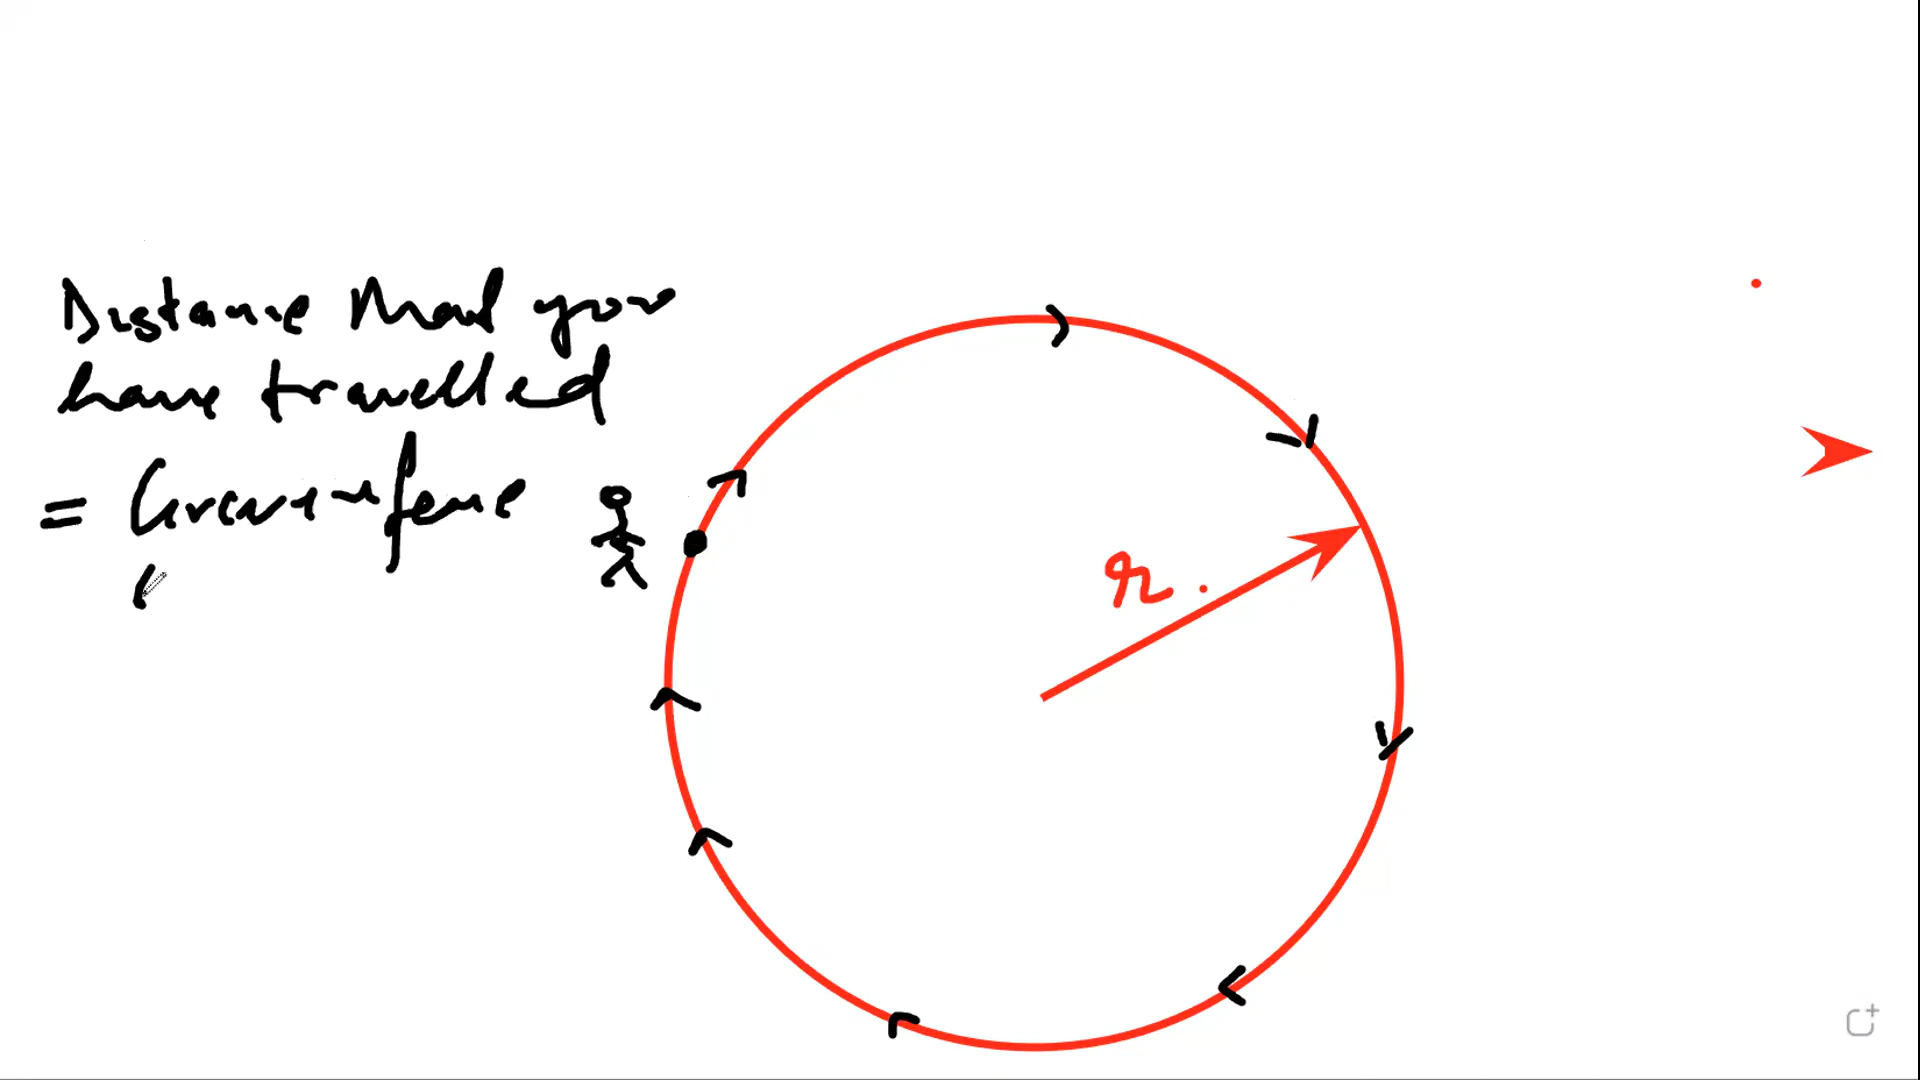 Distance that you
have travelled
= Circumference
r.